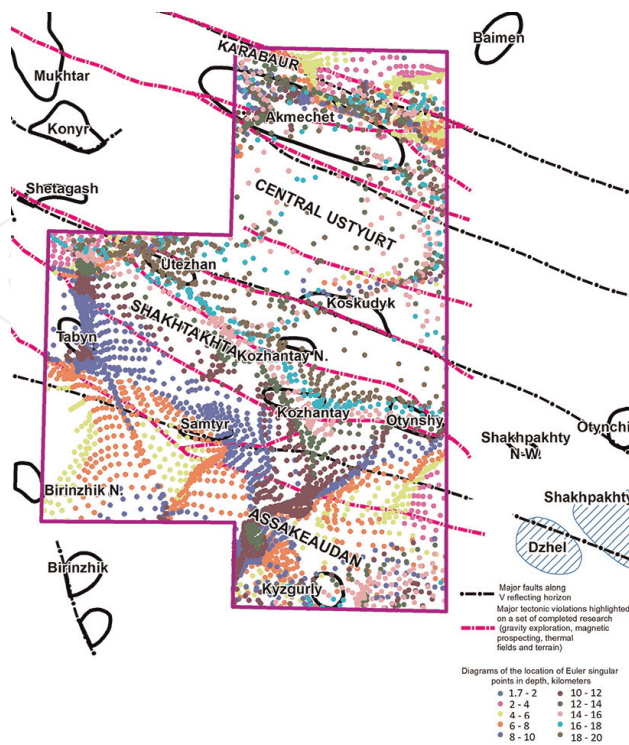 Baimen
KARABAUR
Mukhtar
Akmechet
Konyr
Shetagash
CENTRAL USTYURT
Utezhan
Koskudyk
SHAKHTAKHTA
Tabyn
Kozhantay N.
Kozhantay
Samtyr
Otynshy
Otynchi
Shakhpakhty
N-W.
Birinzhik N.
Shakhpakhty
ASSAKEAUDAN
Dzhel
Birinzhik
Kyzgurly
Major faults along
V reflecting horizon
Major tectonic violations highlighted
on a set of completed research
(gravity exploration, magnetic
prospecting, thermal
fields and terrain)
Diagrams of the location of Euler singular
points in depth, kilometers
1.7 - 2
10 - 12
2 - 4
12 - 14
4 - 6
14 - 16
6 - 8
16 - 18
8 - 10
18 - 20